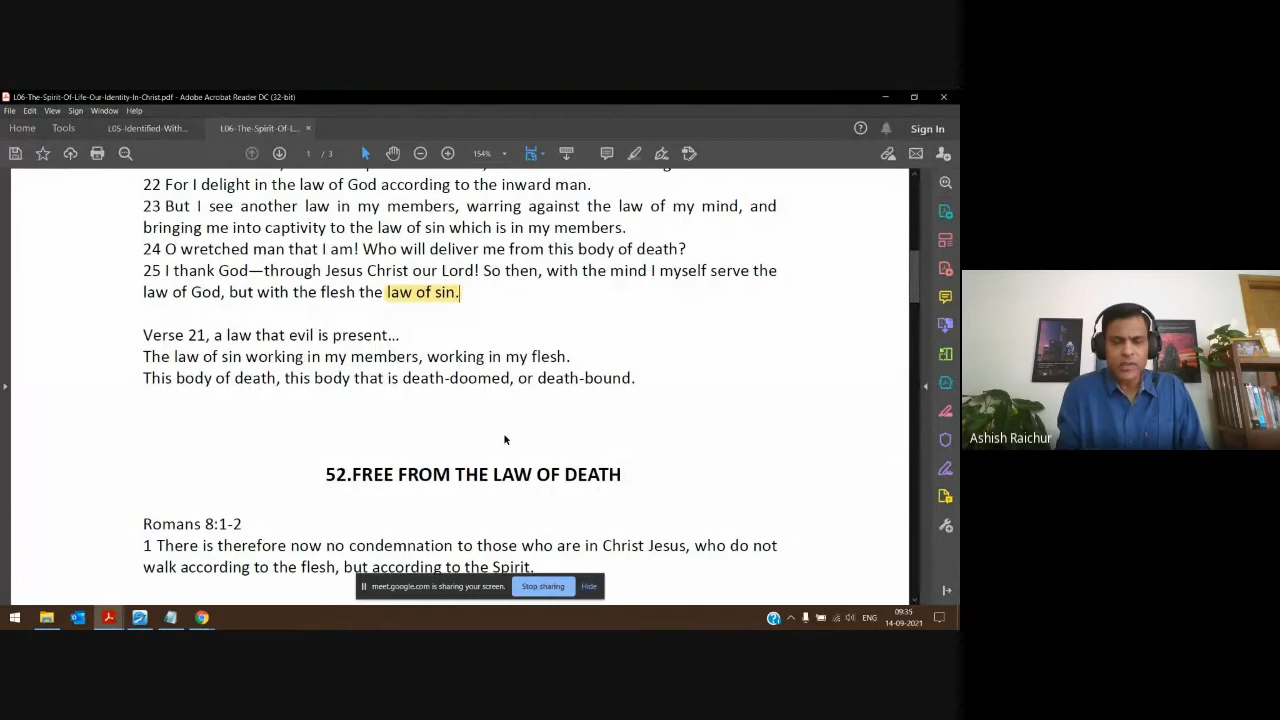 L06-The-Spirit-Of-Life-Our-Identity-In-Christ.pdf - Adobe Acrobat Reader DC (32-bit)
File Edit View Sign Window Help
Home Tools L05-Identified-With... L06-The-Spirit-Of-L... × Sign In
1 / 3 154%
22 For I delight in the law of God according to the inward man.
23 But I see another law in my members, warring against the law of my mind, and
bringing me into captivity to the law of sin which is in my members.
24 O wretched man that I am! Who will deliver me from this body of death?
25 I thank God—through Jesus Christ our Lord! So then, with the mind I myself serve the
law of God, but with the flesh the law of sin.
Verse 21, a law that evil is present…
The law of sin working in my members, working in my flesh.
This body of death, this body that is death-doomed, or death-bound.
52.FREE FROM THE LAW OF DEATH
Romans 8:1-2
1 There is therefore now no condemnation to those who are in Christ Jesus, who do not
walk according to the flesh, but according to the Spirit.
meet.google.com is sharing your screen. Stop sharing Hide
ENG 09:35
14-09-2021
Ashish Raichur